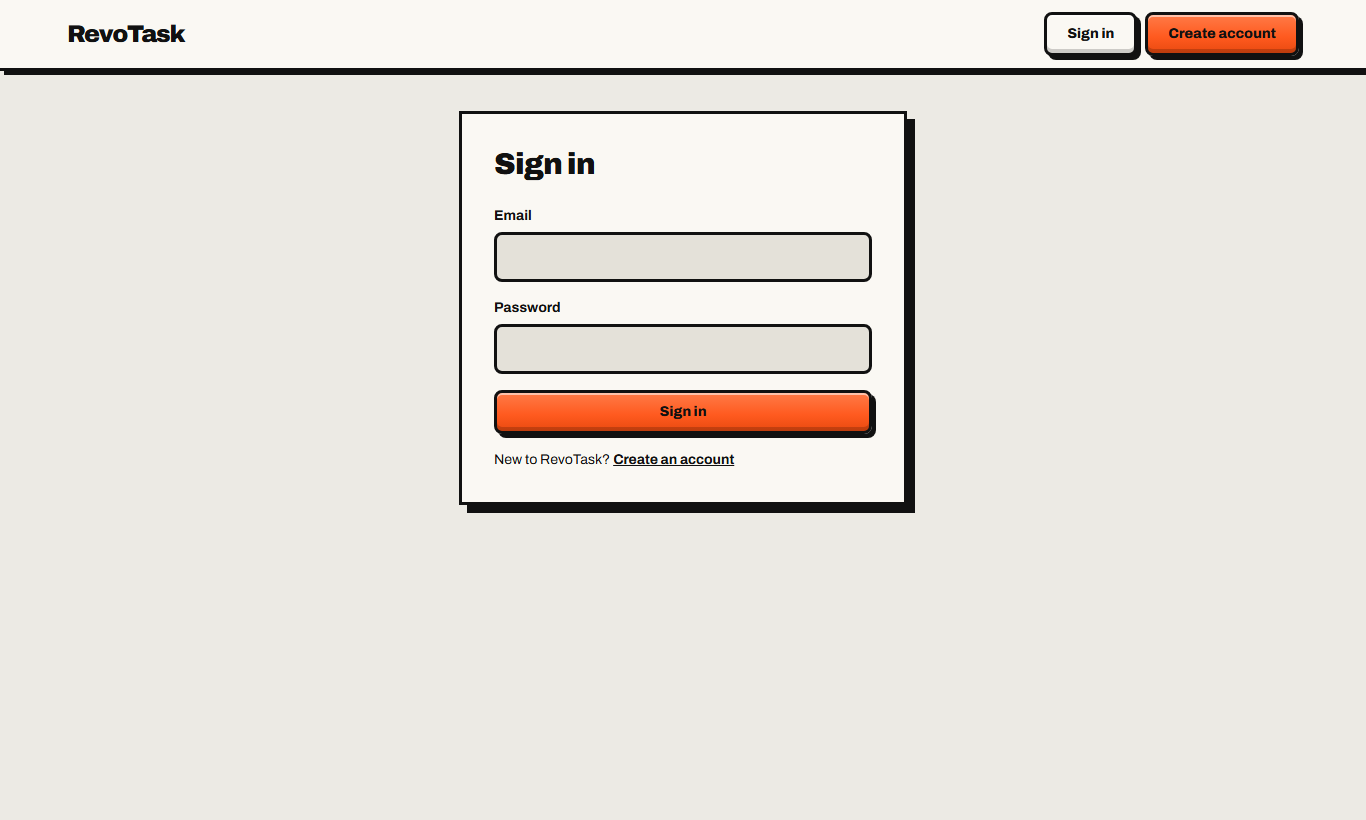 RevoTask
Sign in
Create account
Sign in
Email
Password
Sign in
New to RevoTask? Create an account